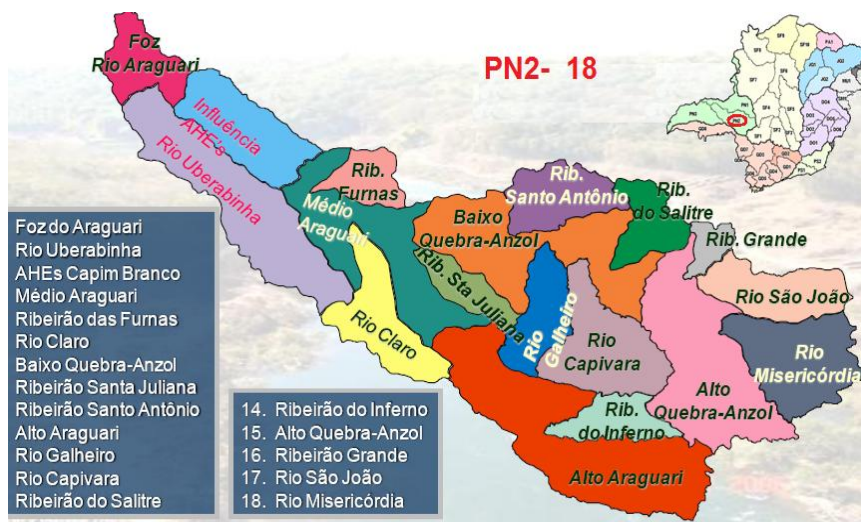 PN2- 18
Foz
Rio Araguari
Influência
AHE's
Rio Uberabinha
Rib.
Furnas
Médio
Araguari
Rio Claro
Baixo
Quebra-Anzol
Rib. Sta Juliana
Rib.
Santo Antônio
Rib.
do Salitre
Rib. Grande
Rio São João
Rio
Galheiro
Rio
Capivara
Rio
Misericórdia
Alto
Quebra-Anzol
Rib.
do Inferno
Alto Araguari
Foz do Araguari
Rio Uberabinha
AHEs Capim Branco
Médio Araguari
Ribeirão das Furnas
Rio Claro
Baixo Quebra-Anzol
Ribeirão Santa Juliana
Ribeirão Santo Antônio
Alto Araguari
Rio Galheiro
Rio Capivara
Ribeirão do Salitre
14. Ribeirão do Inferno
15. Alto Quebra-Anzol
16. Ribeirão Grande
17. Rio São João
18. Rio Misericórdia